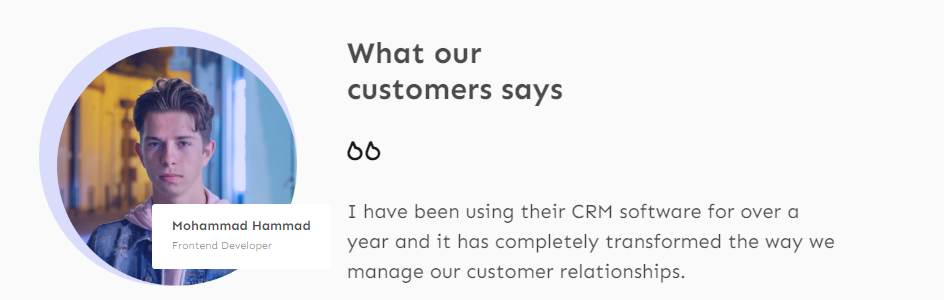 What our
customers says
Mohammad Hammad
Frontend Developer
I have been using their CRM software for over a
year and it has completely transformed the way we
manage our customer relationships.